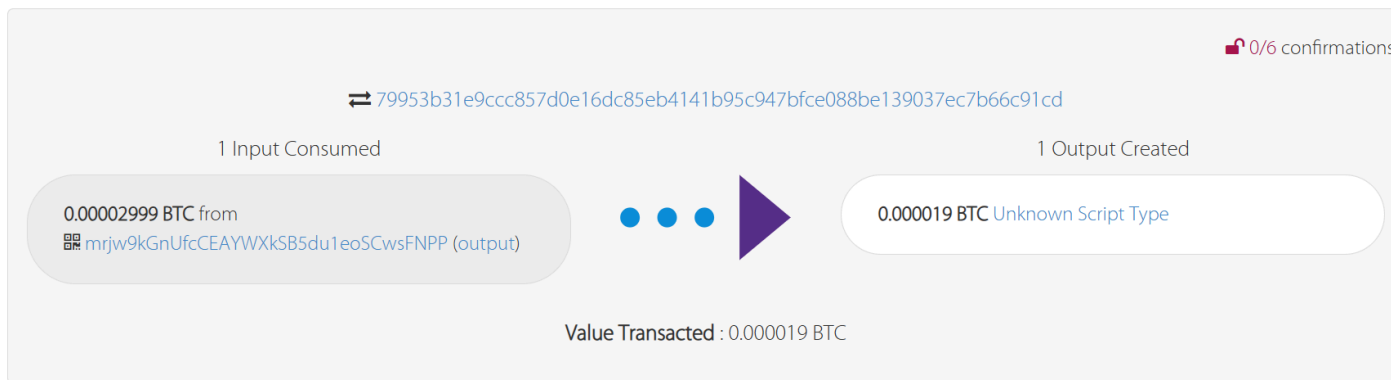 0/6 confirmations
79953b31e9ccc857d0e16dc85eb4141b95c947bfce088be139037ec7b66c91cd
1 Input Consumed
1 Output Created
0.00002999 BTC from
mrjw9kGnUfcCEAYWXkSB5du1eoSCwsFNPP (output)
0.000019 BTC Unknown Script Type
Value Transacted : 0.000019 BTC